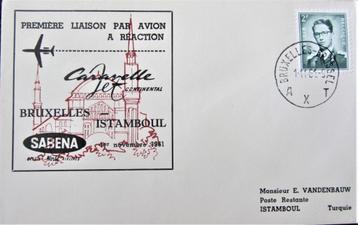 PREMIÈRE LIAISON PAR AVION
A RÉACTION
Caravelle
Jet CONTINENTAL
BRUXELLES —
ISTAMBOUL
SABENA
1er novembre 1961
BRUXELLES
A X T
Monsieur E. VANDENBAUW
Poste Restante
ISTAMBOUL Turquie